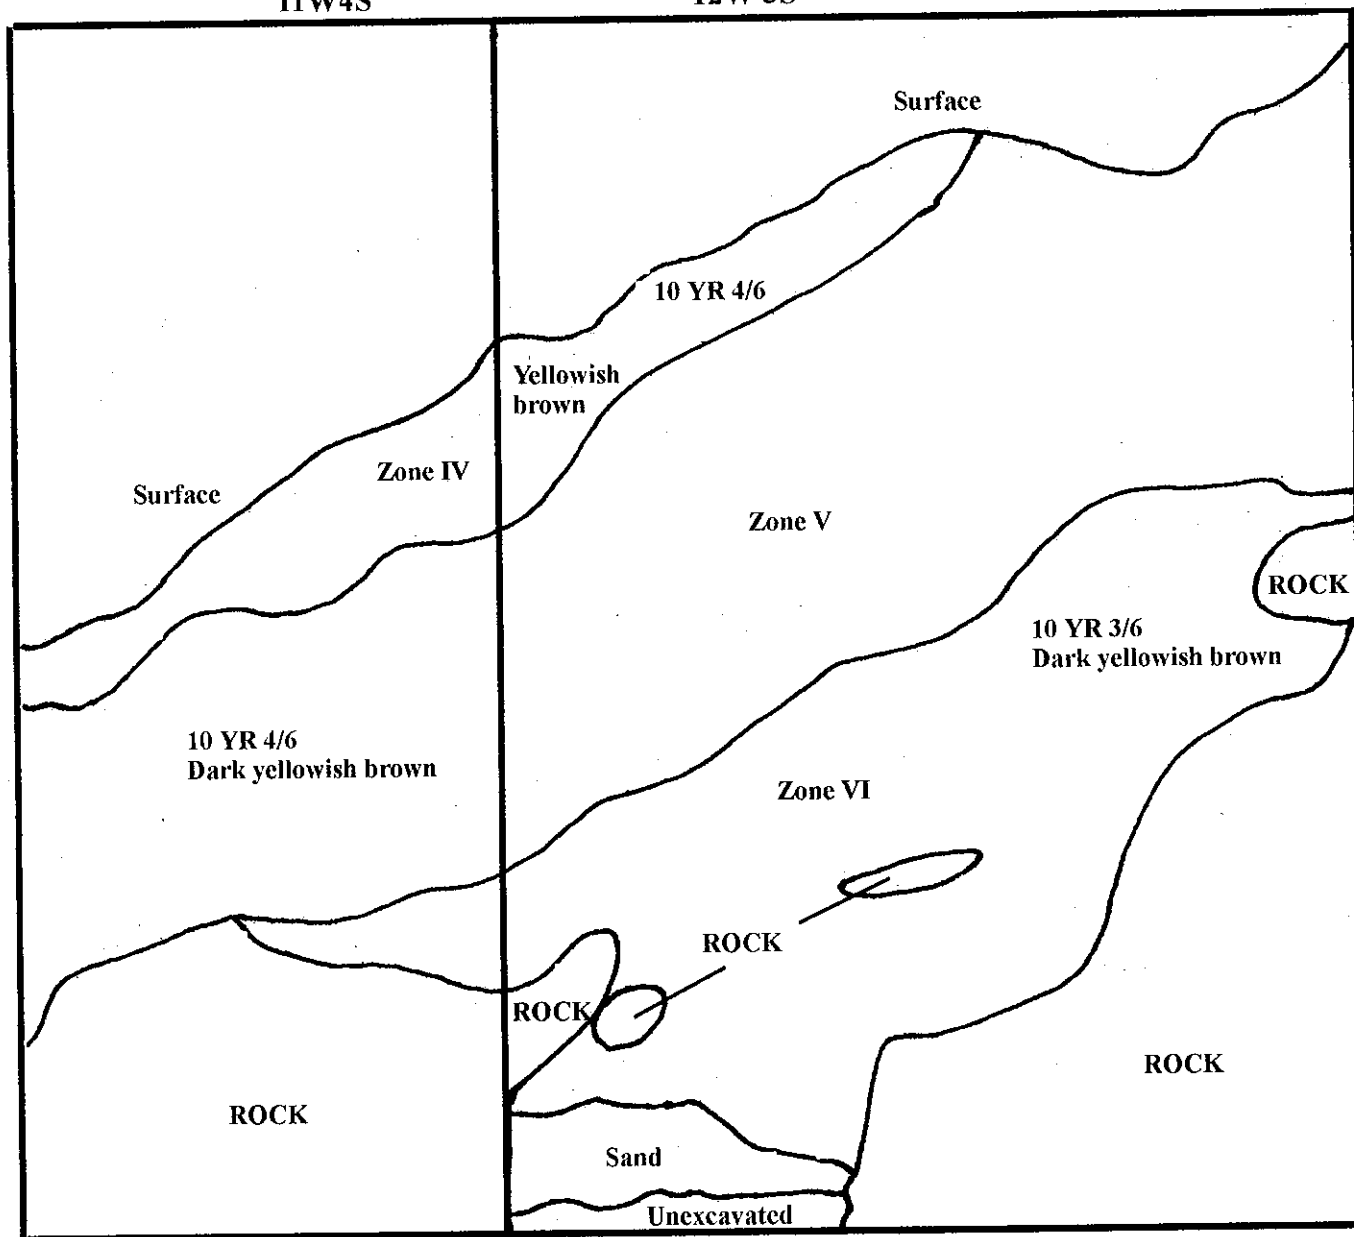 11W4S
Surface
10 YR 4/6
Yellowish
brown
Zone IV
Surface
Zone V
ROCK
10 YR 3/6
Dark yellowish brown
10 YR 4/6
Dark yellowish brown
Zone VI
ROCK
ROCK
ROCK
ROCK
Sand
Unexcavated